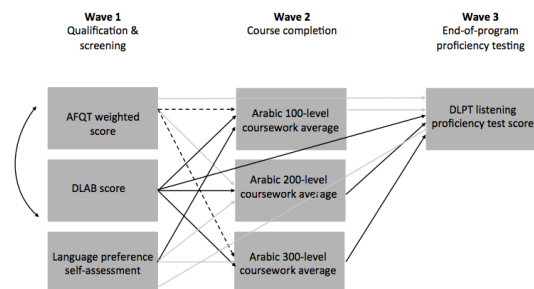 Wave 1
Qualification &
screening
Wave 2
Course completion
Wave 3
End-of-program
proficiency testing
AFQT weighted
score
Arabic 100-level
coursework average
DLPT listening
proficiency test score
DLAB score
Arabic 200-level
coursework average
Language preference
self-assessment
Arabic 300-level
coursework average